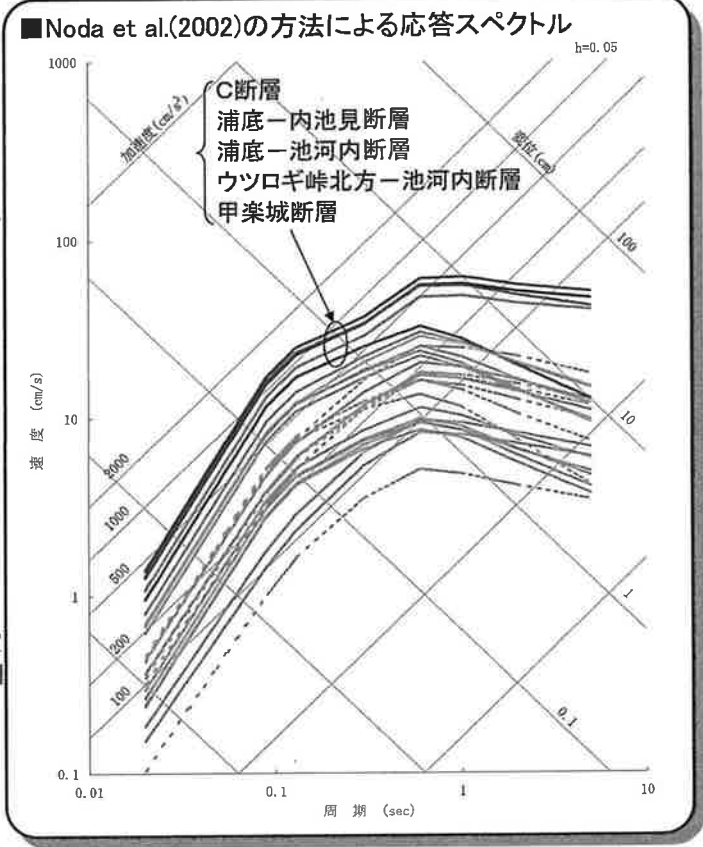 ■Noda et al.(2002)の方法による応答スペクトル
h=0.05
1000
100
10
1
0.1
速 度 (cm/s)
加速度(cm/s²)
C断層
浦底－内池見断層
浦底－池河内断層
ウツロギ峠北方－池河内断層
甲楽城断層
変位(cm)
100
10
1
0.1
2000
1000
500
200
100
0.01
0.1
1
10
周 期 (sec)